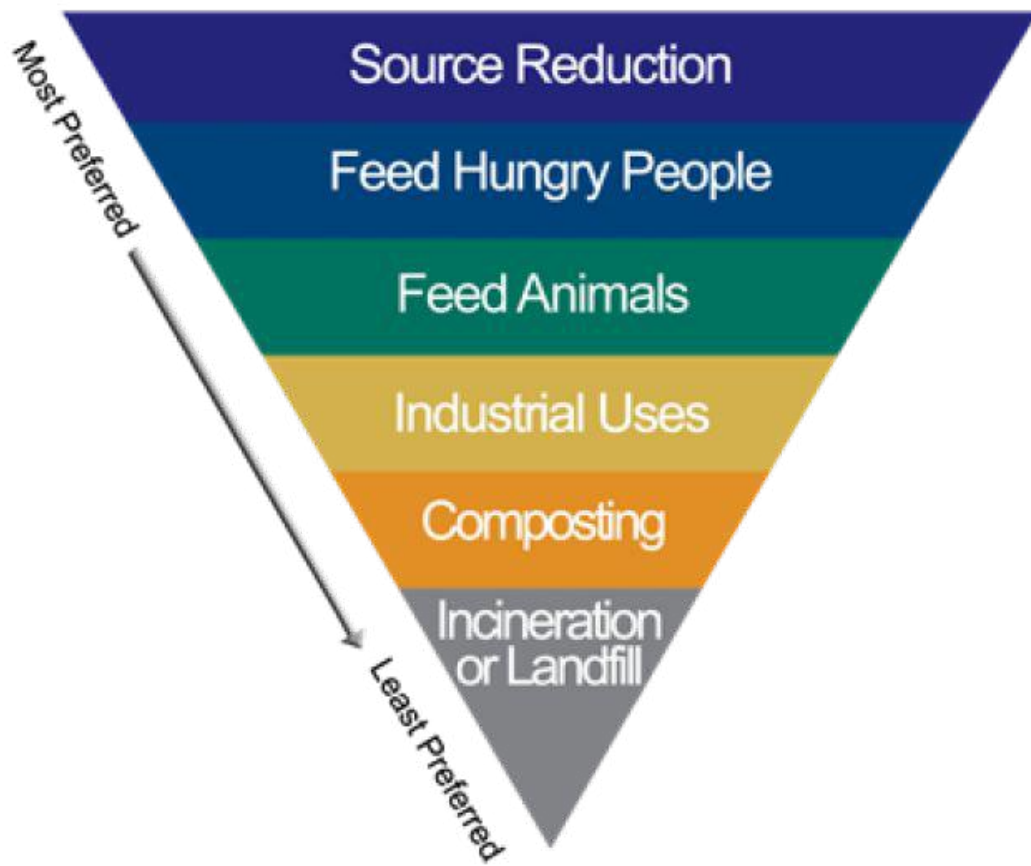 Source Reduction
Feed Hungry People
Feed Animals
Industrial Uses
Composting
Incineration
or Landfill
Most Preferred
Least Preferred